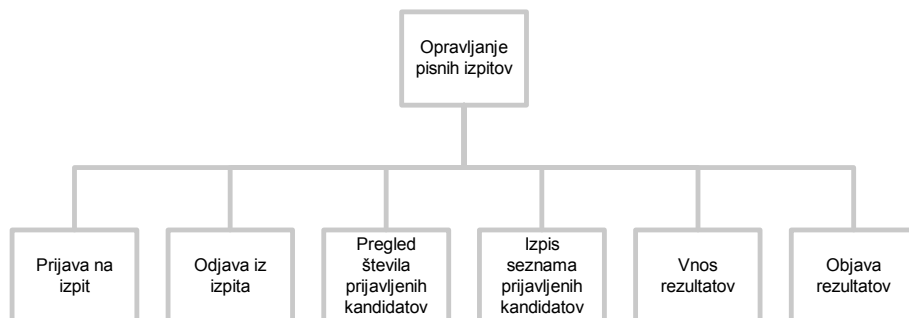 Opravljanje
pisnih izpitov
Prijava na
izpit
Odjava iz
izpita
Pregled
števila
prijavljenih
kandidatov
Izpis
seznama
prijavljenih
kandidatov
Vnos
rezultatov
Objava
rezultatov